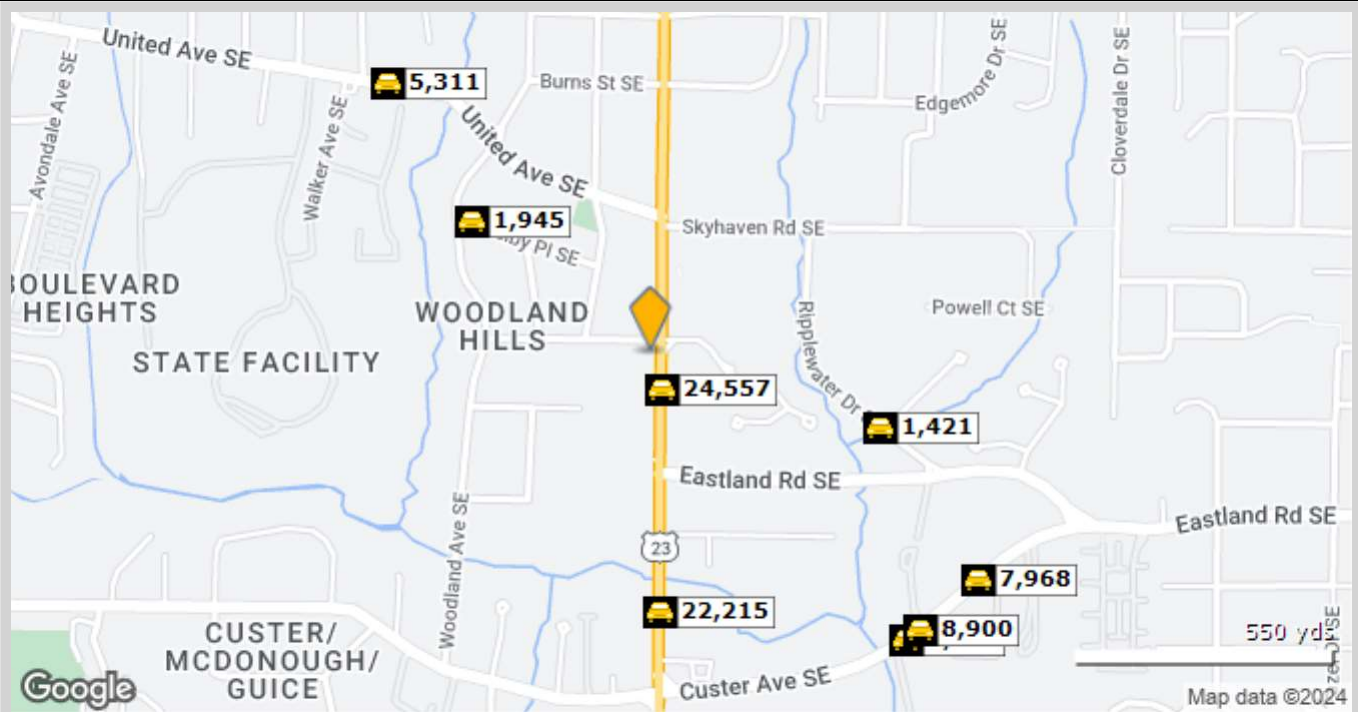 United Ave SE
5,311
Burns St SE
Edgemore Dr SE
Cloverdale Dr SE
Avondale Ave SE
Walker Ave SE
United Ave SE
1,945
Pl SE
Skyhaven Rd SE
BOULEVARD
HEIGHTS
WOODLAND
HILLS
Powell Ct SE
STATE FACILITY
Ripplewater Dr
24,557
1,421
Eastland Rd SE
Eastland Rd SE
Woodland Ave SE
23
7,968
22,215
8,900
550 yds
CUSTER/
MCDONOUGH/
GUICE
Custer Ave SE
Google
Map data ©2024